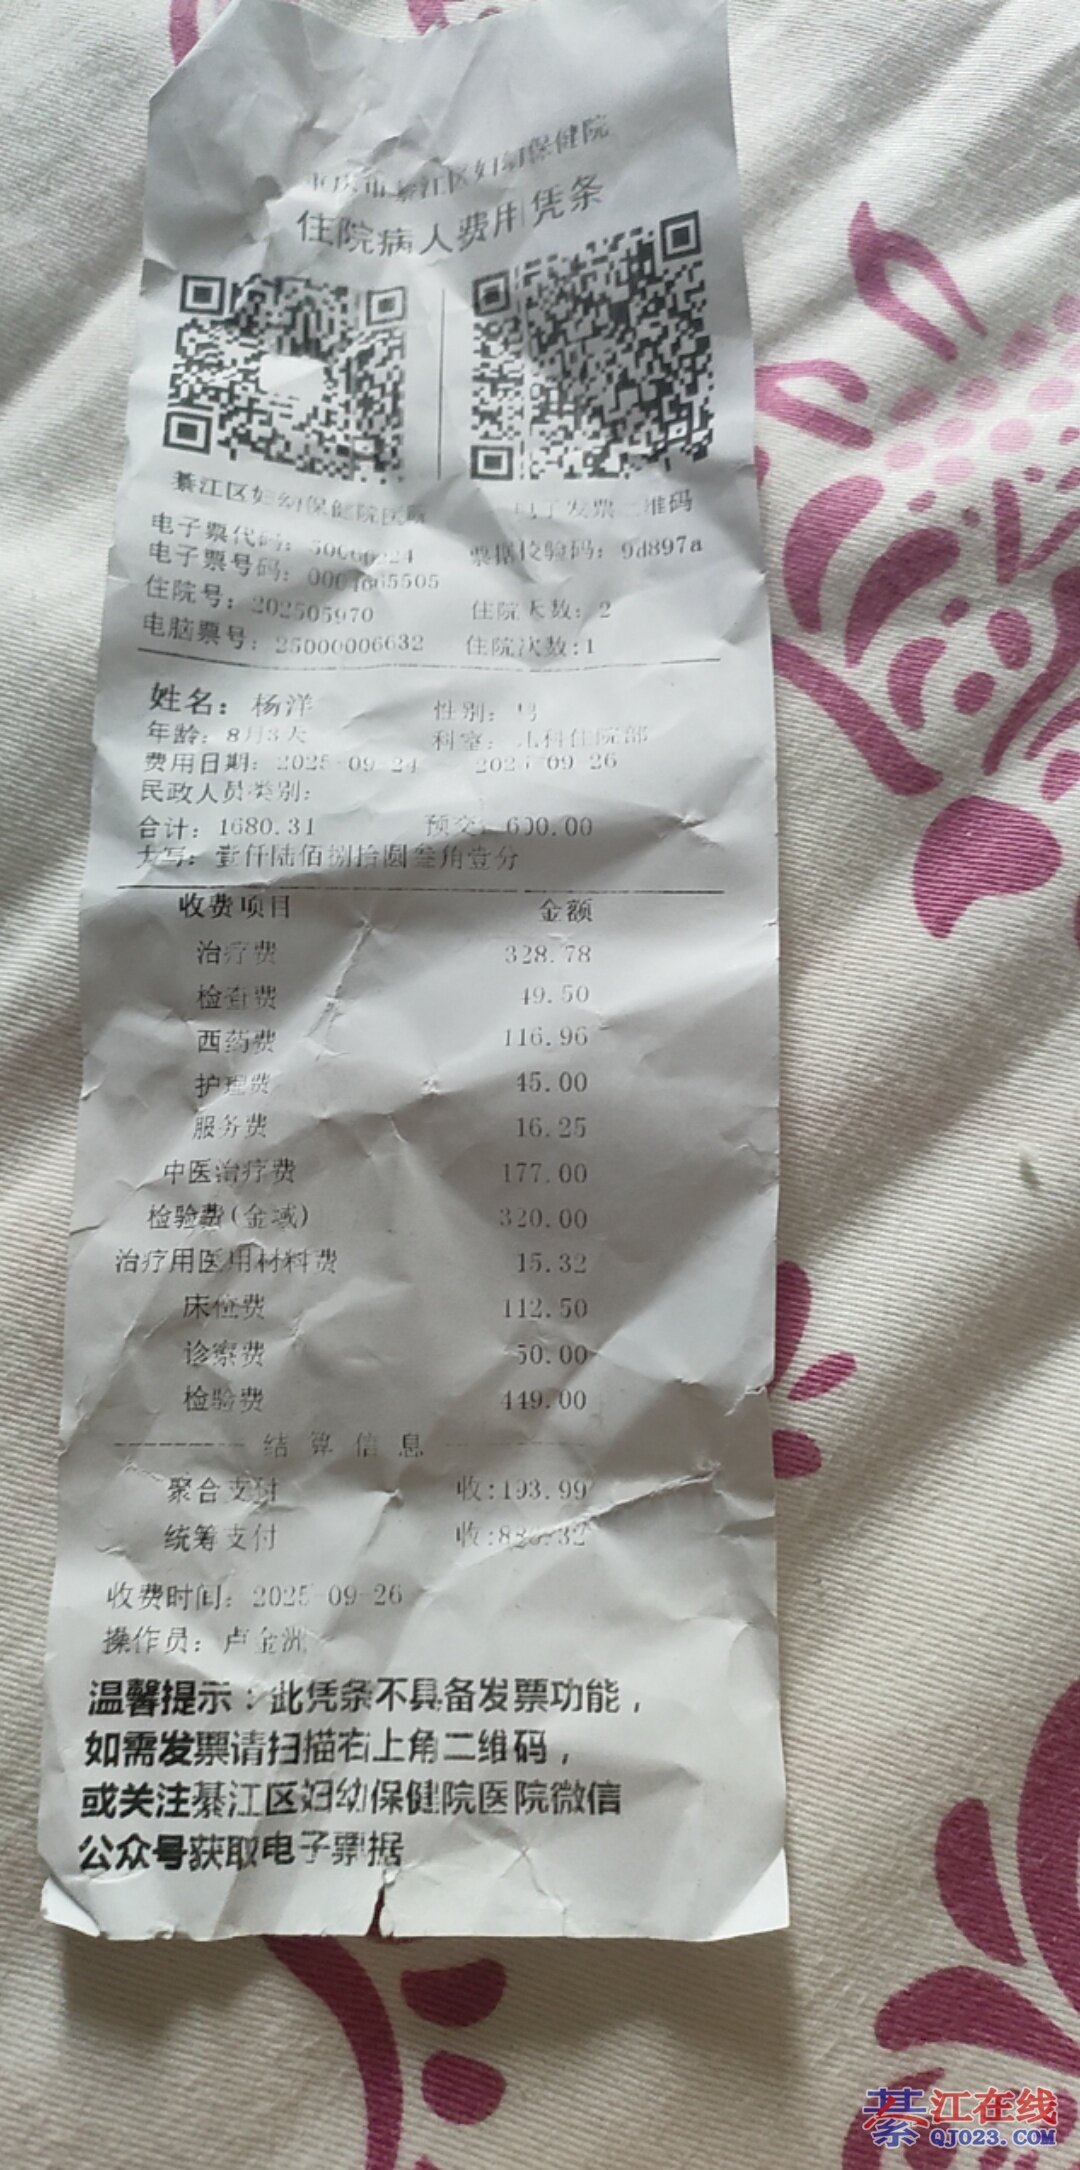 重庆市綦江区妇幼保健院
住院病人费用凭条
綦江区妇幼保健院医院 电子发票二维码
电子票代码: 50060224 票据校验码: 9d897a
电子票号码: 0004665505
住院号: 202505970 住院天数: 2
电脑票号: 25000006632 住院次数:1
姓名: 杨洋 性别: 男
年龄: 8月3天 科室: 儿科住院部
费用日期: 2025-09-24 2025-09-26
民政人员类别:
合计: 1680.31 预交: 600.00
大写: 壹仟陆佰捌拾圆叁角壹分
收费项目 金额
治疗费 328.78
检查费 49.50
西药费 116.96
护理费 45.00
服务费 16.25
中医治疗费 177.00
检验费(金域) 320.00
治疗用医用材料费 15.32
床位费 112.50
诊察费 50.00
检验费 449.00
结算信息
聚合支付 收:193.99
统筹支付 收:886.32
收费时间: 2025-09-26
操作员: 卢金洲
温馨提示:此凭条不具备发票功能,
如需发票请扫描右上角二维码,
或关注綦江区妇幼保健院医院微信
公众号获取电子票据
綦江在线
QJ023.COM